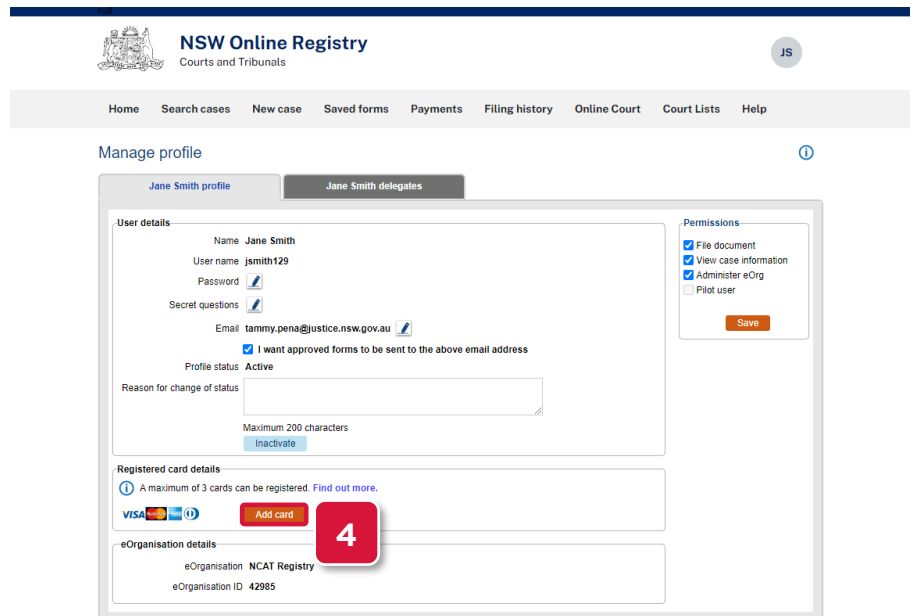 null
NSW Online Registry
Courts and Tribunals
JS
Home Search cases New case Saved forms Payments Filing history Online Court Court Lists Help
Manage profile
Jane Smith profile Jane Smith delegates
User details
Name Jane Smith
User name jsmith129
Password
Secret questions
Email tammy.pena@justice.nsw.gov.au
I want approved forms to be sent to the above email address
Profile status Active
Reason for change of status
Maximum 200 characters
Inactivate
Permissions
File document
View case information
Administer eOrg
Pilot user
Save
Registered card details
A maximum of 3 cards can be registered. Find out more.
VISA Add card
4
eOrganisation details
eOrganisation NCAT Registry
eOrganisation ID 42985